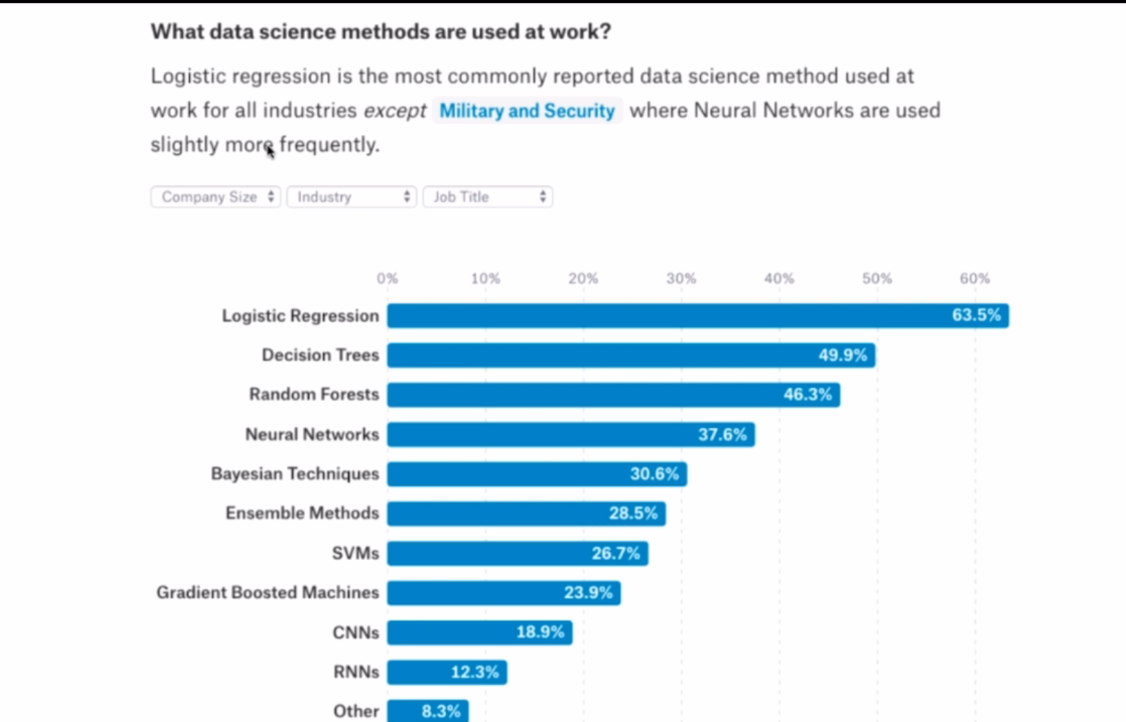 What data science methods are used at work?
Logistic regression is the most commonly reported data science method used at
work for all industries except Military and Security where Neural Networks are used
slightly more frequently.
Company Size Industry Job Title
0% 10% 20% 30% 40% 50% 60%
Logistic Regression 63.5%
Decision Trees 49.9%
Random Forests 46.3%
Neural Networks 37.6%
Bayesian Techniques 30.6%
Ensemble Methods 28.5%
SVMs 26.7%
Gradient Boosted Machines 23.9%
CNNs 18.9%
RNNs 12.3%
Other 8.3%